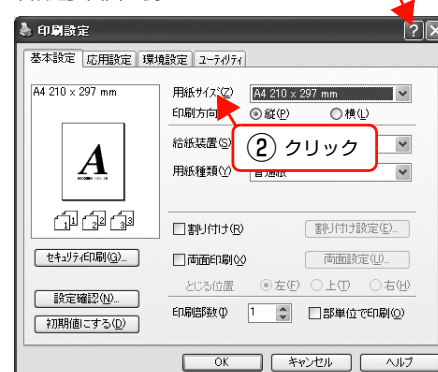 印刷設定
基本設定 応用設定 環境設定 ユーティリティ
A4 210 x 297 mm
用紙サイズ(Z) A4 210 x 297 mm
印刷方向 縦(P) 横(L)
給紙装置(S)
② クリック
用紙種類(Y) 普通紙
A
1 2 3
割り付け(R) 割り付け設定(E)...
セキュリティ印刷(G)...
両面印刷(X) 両面設定(U)...
とじる位置 左(F) 上(T) 右(H)
設定確認(N)...
初期値にする(D)
印刷部数(I) 1 部単位で印刷(O)
OK キャンセル ヘルプ